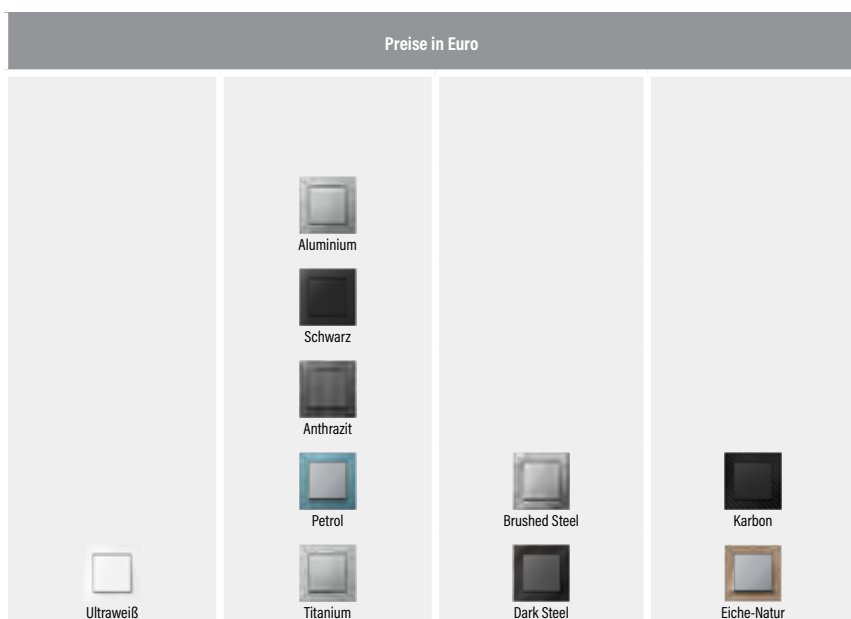 Preise in Euro
Aluminium
Schwarz
Anthrazit
Petrol
Brushed Steel
Karbon
Ultraweiß
Titanium
Dark Steel
Eiche-Natur